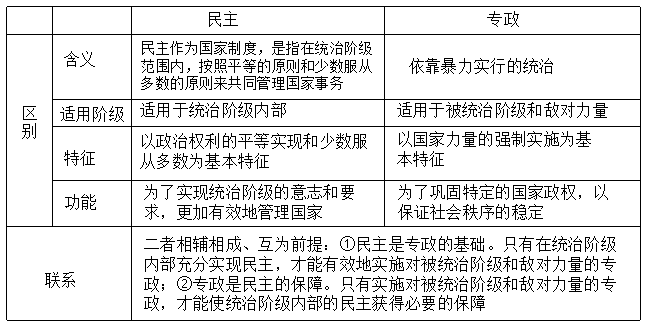 民主
专政
区别
含义
民主作为国家制度，是指在统治阶级
范围内，按照平等的原则和少数服从
多数的原则来共同管理国家事务
依靠暴力实行的统治
适用阶级
适用于统治阶级内部
适用于被统治阶级和敌对力量
特征
以政治权利的平等实现和少数服
从多数为基本特征
以国家力量的强制实施为基
本特征
功能
为了实现统治阶级的意志和要
求，更加有效地管理国家
为了巩固特定的国家政权，以
保证社会秩序的稳定
联系
二者相辅相成、互为前提：①民主是专政的基础。只有在统治阶级
内部充分实现民主，才能有效地实施对被统治阶级和敌对力量的专
政；②专政是民主的保障。只有实施对被统治阶级和敌对力量的专
政，才能使统治阶级内部的民主获得必要的保障